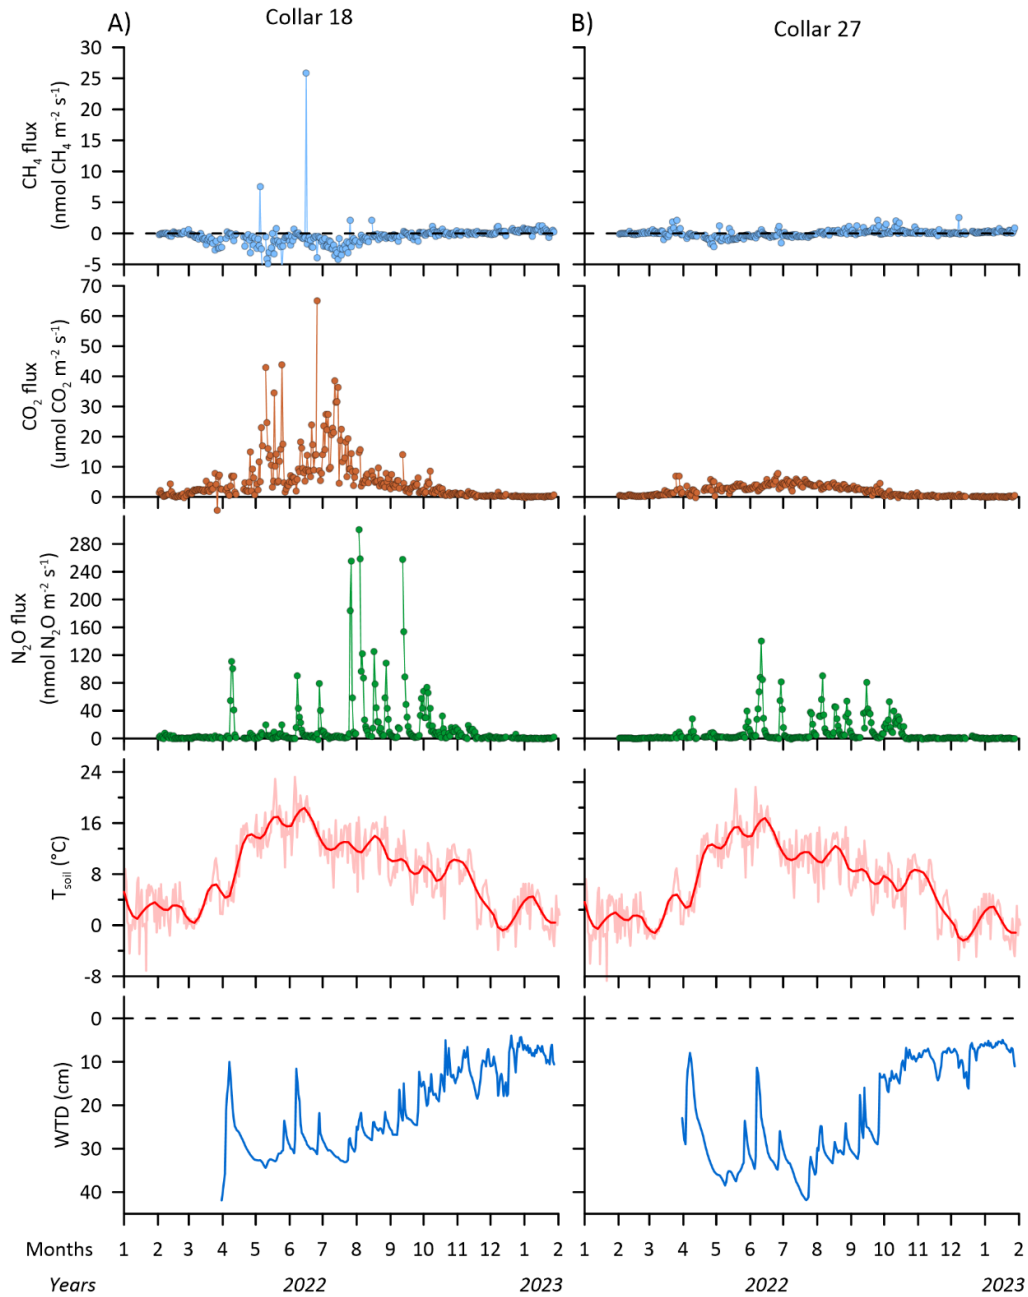 A)
Collar 18
B)
Collar 27
CH₄ flux
(nmol CH₄ m⁻² s⁻¹)
30
25
20
15
10
5
0
-5
CO₂ flux
(umol CO₂ m⁻² s⁻¹)
70
60
50
40
30
20
10
0
N₂O flux
(nmol N₂O m⁻² s⁻¹)
280
240
200
160
120
80
40
0
T_soil (°C)
24
16
8
0
-8
WTD (cm)
0
10
20
30
40
Months
1 2 3 4 5 6 7 8 9 10 11 12 1 2
1 2 3 4 5 6 7 8 9 10 11 12 1 2
Years
2022
2023
2022
2023